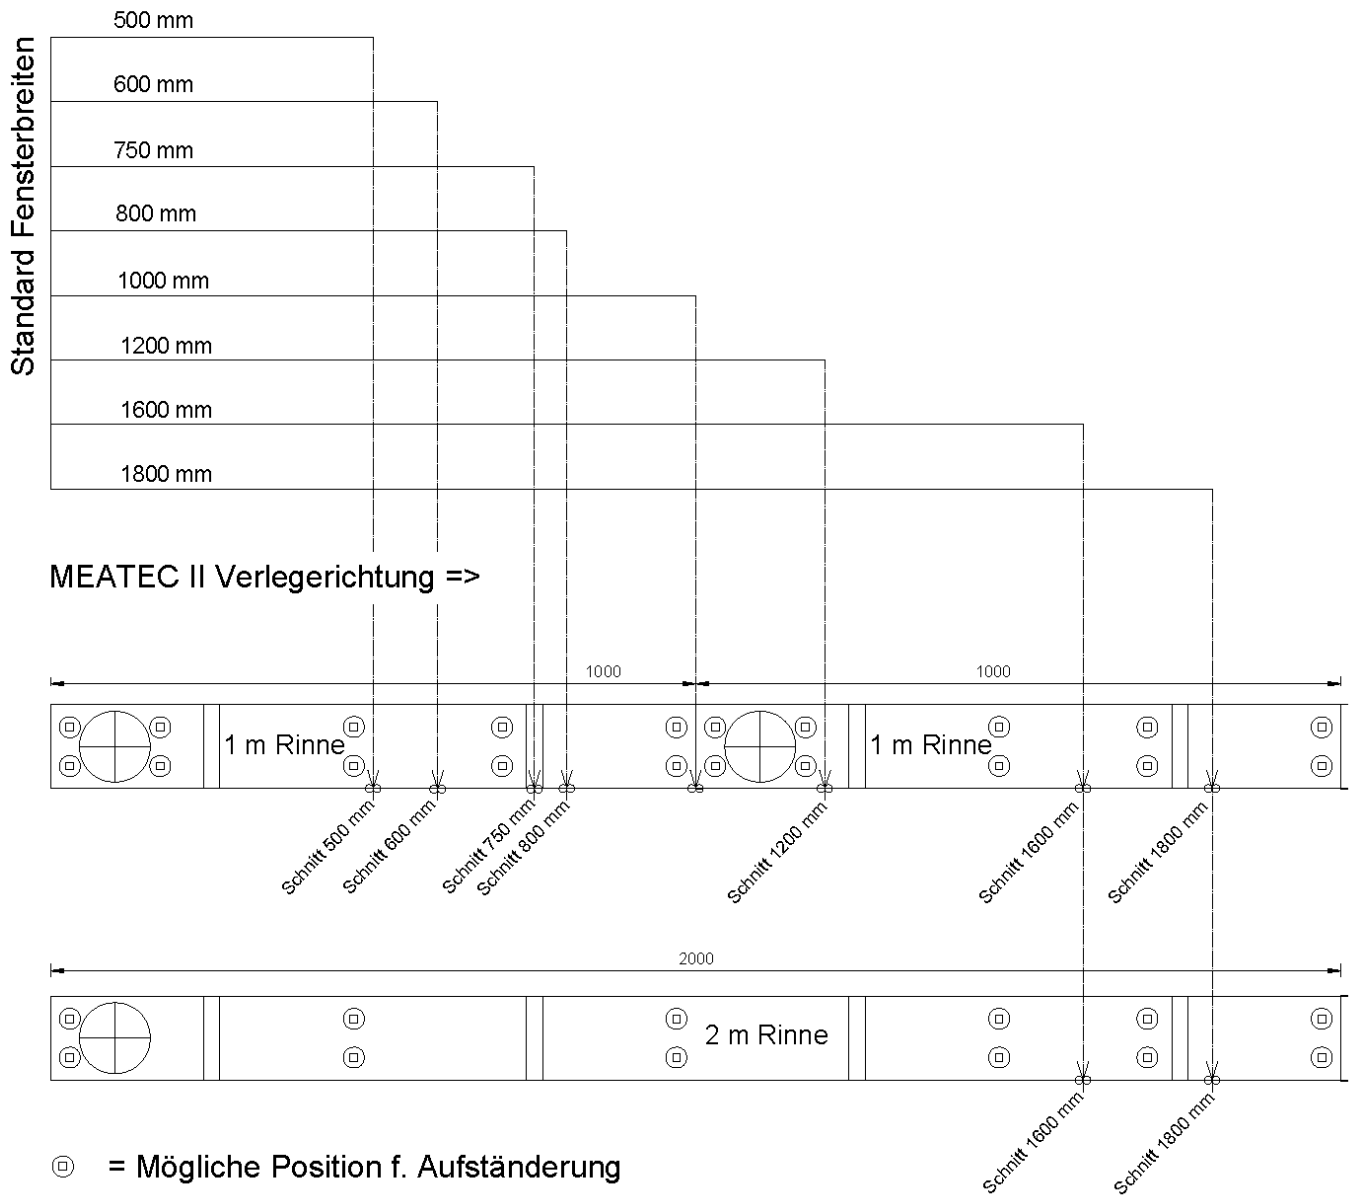 Standard Fensterbreiten
500 mm
600 mm
750 mm
800 mm
1000 mm
1200 mm
1600 mm
1800 mm
MEATEC II Verlegerichtung =>
1000
1000
1 m Rinne
1 m Rinne
Schnitt 500 mm
Schnitt 600 mm
Schnitt 750 mm
Schnitt 800 mm
Schnitt 1200 mm
Schnitt 1600 mm
Schnitt 1800 mm
2000
2 m Rinne
Schnitt 1600 mm
Schnitt 1800 mm
= Mögliche Position f. Aufständerung